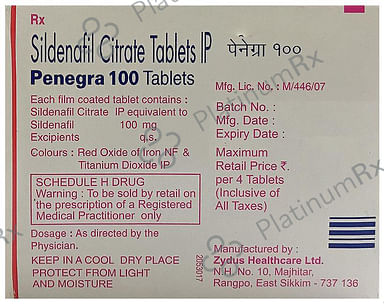 Rx
Sildenafil Citrate Tablets IP पेनेग्रा १००
Penegra 100 Tablets
Each film coated tablet contains :
Sildenafil Citrate IP equivalent to
Sildenafil 100 mg
Excipients q.s.
Colours : Red Oxide of Iron NF &
Titanium Dioxide IP
SCHEDULE H DRUG
Warning : To be sold by retail on
the prescription of a Registered
Medical Practitioner only
Dosage : As directed by the
Physician.
KEEP IN A COOL DRY PLACE
PROTECT FROM LIGHT
AND MOISTURE
2053017
Mfg. Lic. No. : M/446/07
Batch No. :
Mfg. Date :
Expiry Date :
Maximum
Retail Price ₹.
per 4 Tablets
(Inclusive of
All Taxes)
Manufactured by :
Zydus Healthcare Ltd.
N.H. No. 10, Majhitar,
Rangpo, East Sikkim - 737 136
PlatinumRx
PlatinumRx
PlatinumRx